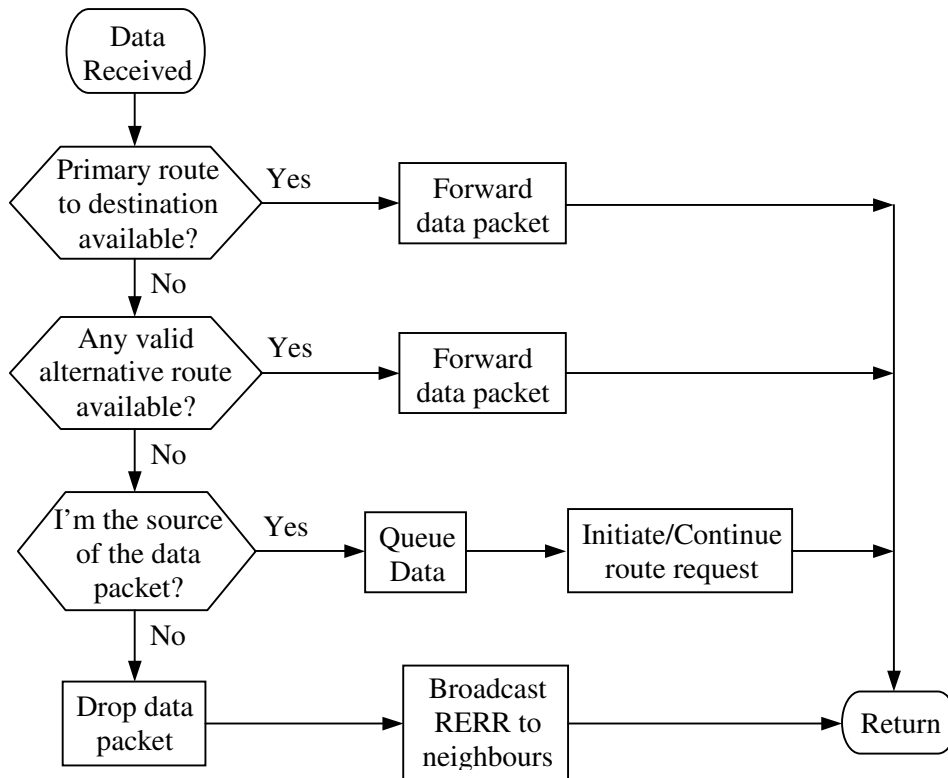 Data
Received
Primary route
to destination
available?
Yes
Forward
data packet
No
Any valid
alternative route
available?
Yes
Forward
data packet
No
I'm the source
of the data
packet?
Yes
Queue
Data
Initiate/Continue
route request
No
Drop data
packet
Broadcast
RERR to
neighbours
Return